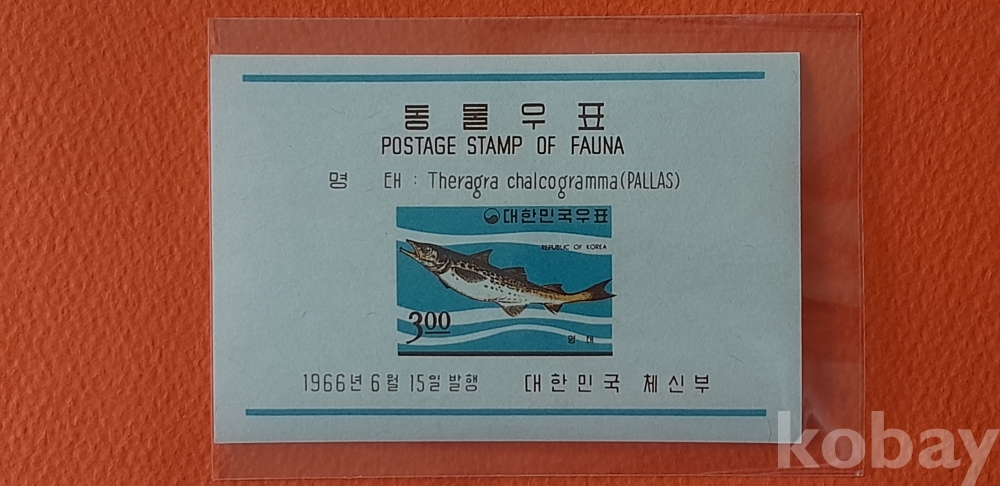 동물우표
POSTAGE STAMP OF FAUNA
명 태 : Theragra chalcogramma(PALLAS)
대한민국우표
REPUBLIC OF KOREA
3.00
명 태
1966년 6월 15일 발행 대한민국 체신부
kobay